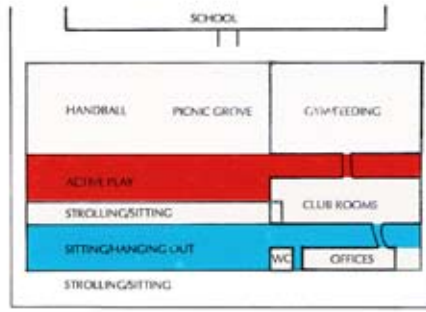 SCHOOL
HANDBALL PICNIC GROVE GYM/FEEDING
ACTIVE PLAY
STROLLING/SITTING CLUB ROOMS
SITTING/HANGING OUT WC OFFICES
STROLLING/SITTING